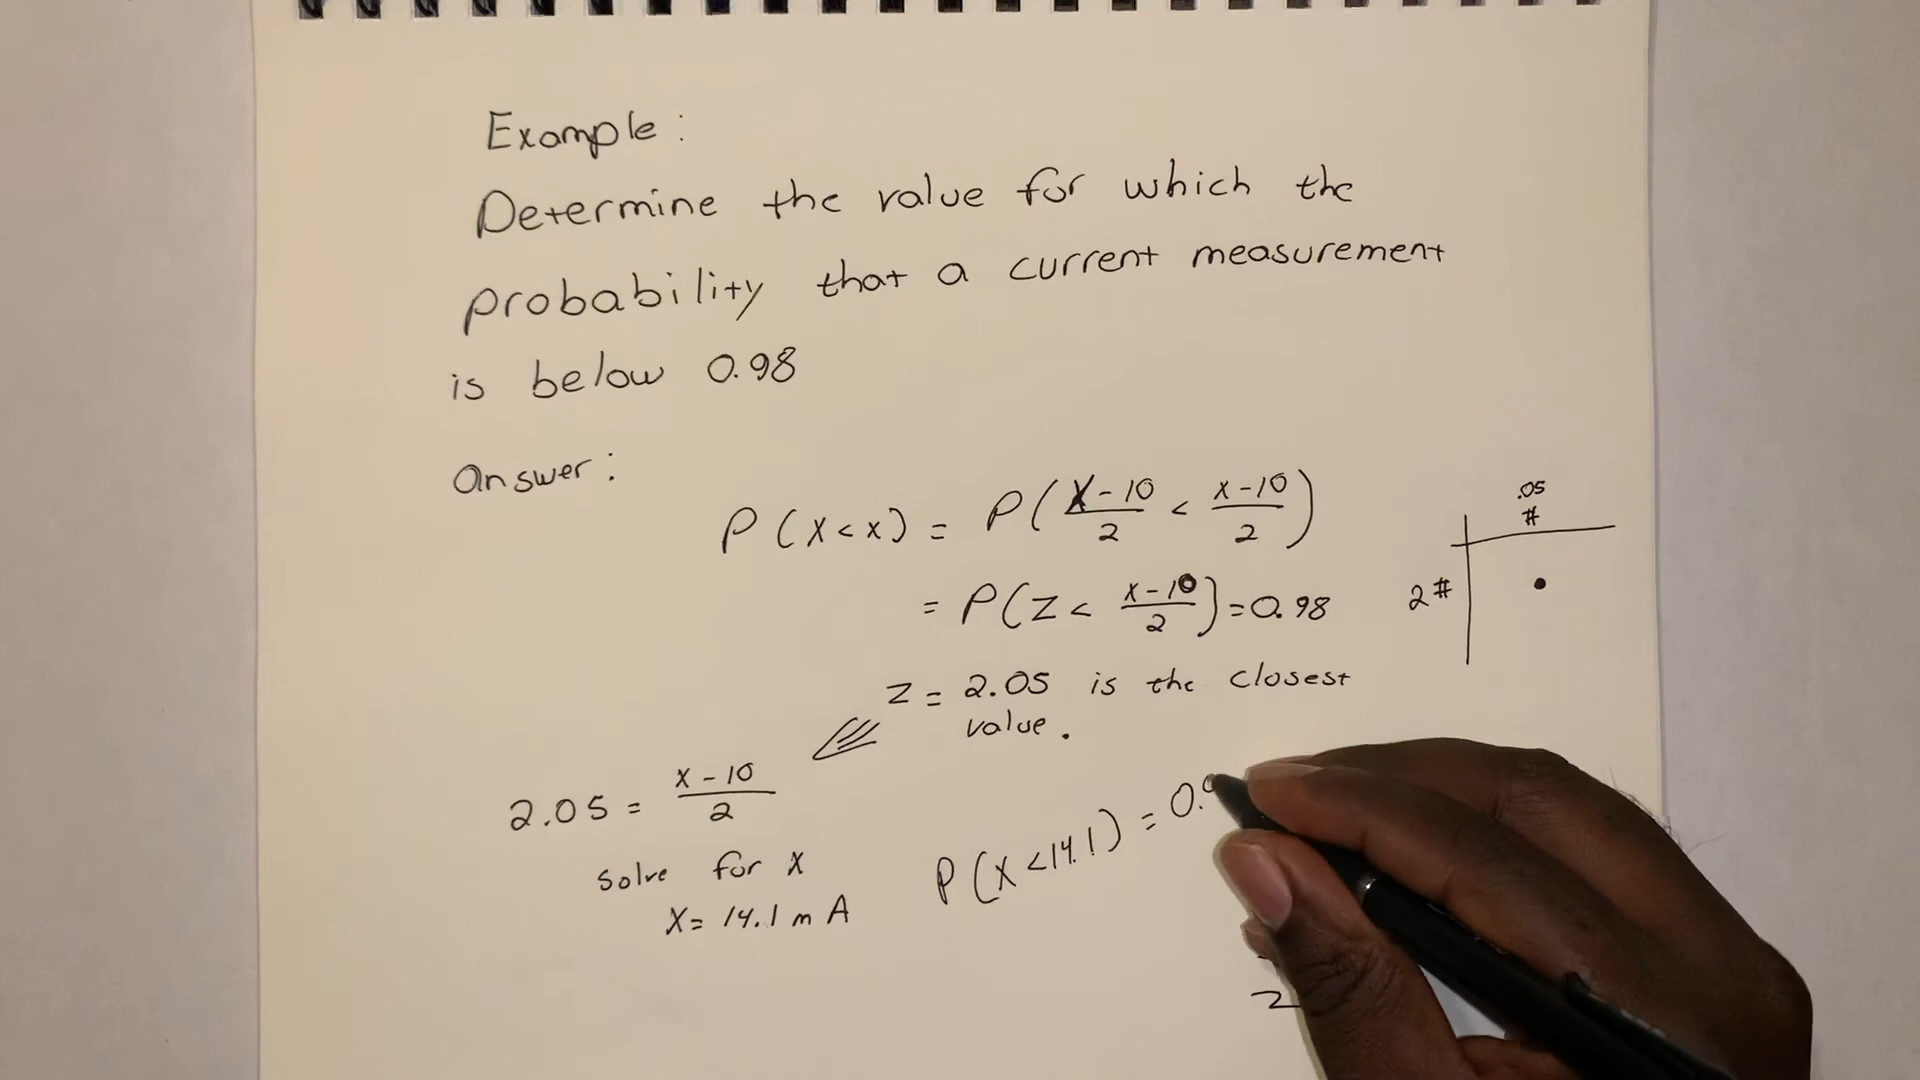 Example:
Determine the value for which the
probability that a current measurement
is below 0.98
Answer:
P(X<x) = P(X-10/2 < x-10/2)
.05
#
= P(Z < x-10/2) = 0.98
2#
Z = 2.05 is the closest
value.
2.05 = x-10/2
Solve for x
X = 14.1 mA
P(X<14.1) = 0.9